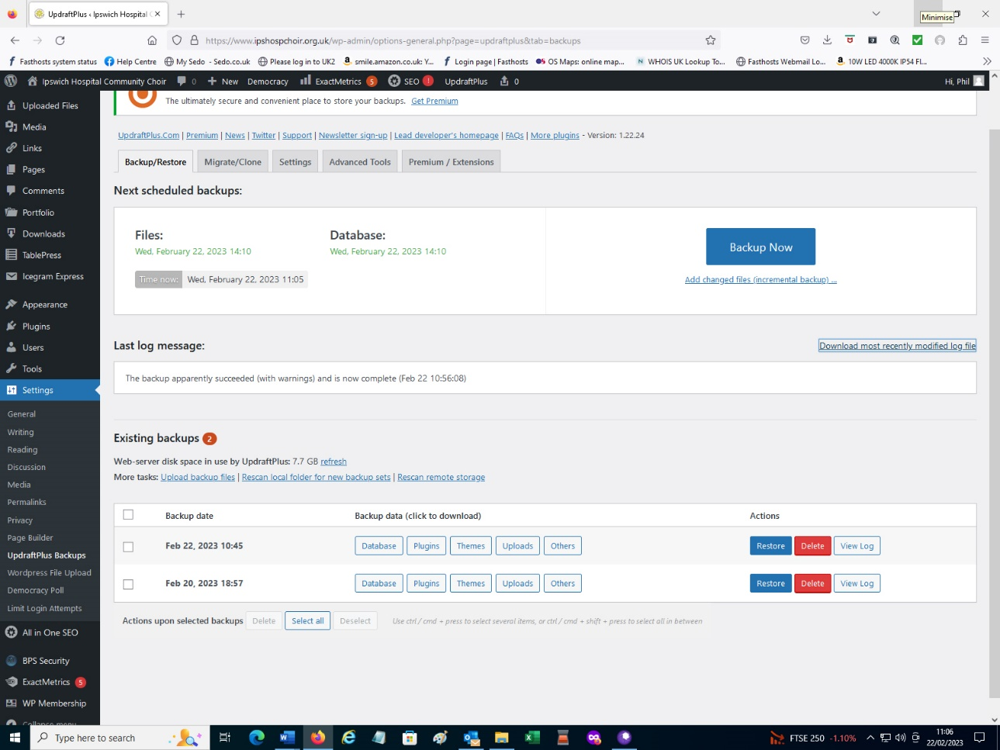 UpdraftPlus ‹ Ipswich Hospital C
Minimise
https://www.ipshospchoir.org.uk/wp-admin/options-general.php?page=updraftplus&tab=backups
Fasthosts system status
Help Centre
My Sedo - Sedo.co.uk
Please log in to UK2
smile.amazon.co.uk: Y...
Login page | Fasthosts
OS Maps: online map...
WHOIS UK Lookup To...
Fasthosts Webmail Lo...
10W LED 4000K IP54 Fl...
Ipswich Hospital Community Choir
0
New
Democracy
ExactMetrics 5
SEO !
UpdraftPlus
0
Hi, Phil
Uploaded Files
Media
Links
Pages
Comments
Portfolio
Downloads
TablePress
Icegram Express
Appearance
Plugins
Users
Tools
Settings
General
Writing
Reading
Discussion
Media
Permalinks
Privacy
Page Builder
UpdraftPlus Backups
Wordpress File Upload
Democracy Poll
Limit Login Attempts
All in One SEO
BPS Security
ExactMetrics 5
WP Membership
Collapse menu
The ultimately secure and convenient place to store your backups. Get Premium
UpdraftPlus.Com | Premium | News | Twitter | Support | Newsletter sign-up | Lead developer's homepage | FAQs | More plugins - Version: 1.22.24
Backup/Restore
Migrate/Clone
Settings
Advanced Tools
Premium / Extensions
Next scheduled backups:
Files:
Wed, February 22, 2023 14:10
Database:
Wed, February 22, 2023 14:10
Time now: Wed, February 22, 2023 11:05
Backup Now
Add changed files (incremental backup) ...
Last log message:
Download most recently modified log file
The backup apparently succeeded (with warnings) and is now complete (Feb 22 10:56:08)
Existing backups 2
Web-server disk space in use by UpdraftPlus: 7.7 GB refresh
More tasks: Upload backup files | Rescan local folder for new backup sets | Rescan remote storage
Backup date
Backup data (click to download)
Actions
Feb 22, 2023 10:45
Database
Plugins
Themes
Uploads
Others
Restore
Delete
View Log
Feb 20, 2023 18:57
Database
Plugins
Themes
Uploads
Others
Restore
Delete
View Log
Actions upon selected backups
Delete
Select all
Deselect
Use ctrl / cmd + press to select several items, or ctrl / cmd + shift + press to select all in between
Type here to search
FTSE 250 -1.10%
11:06
22/02/2023